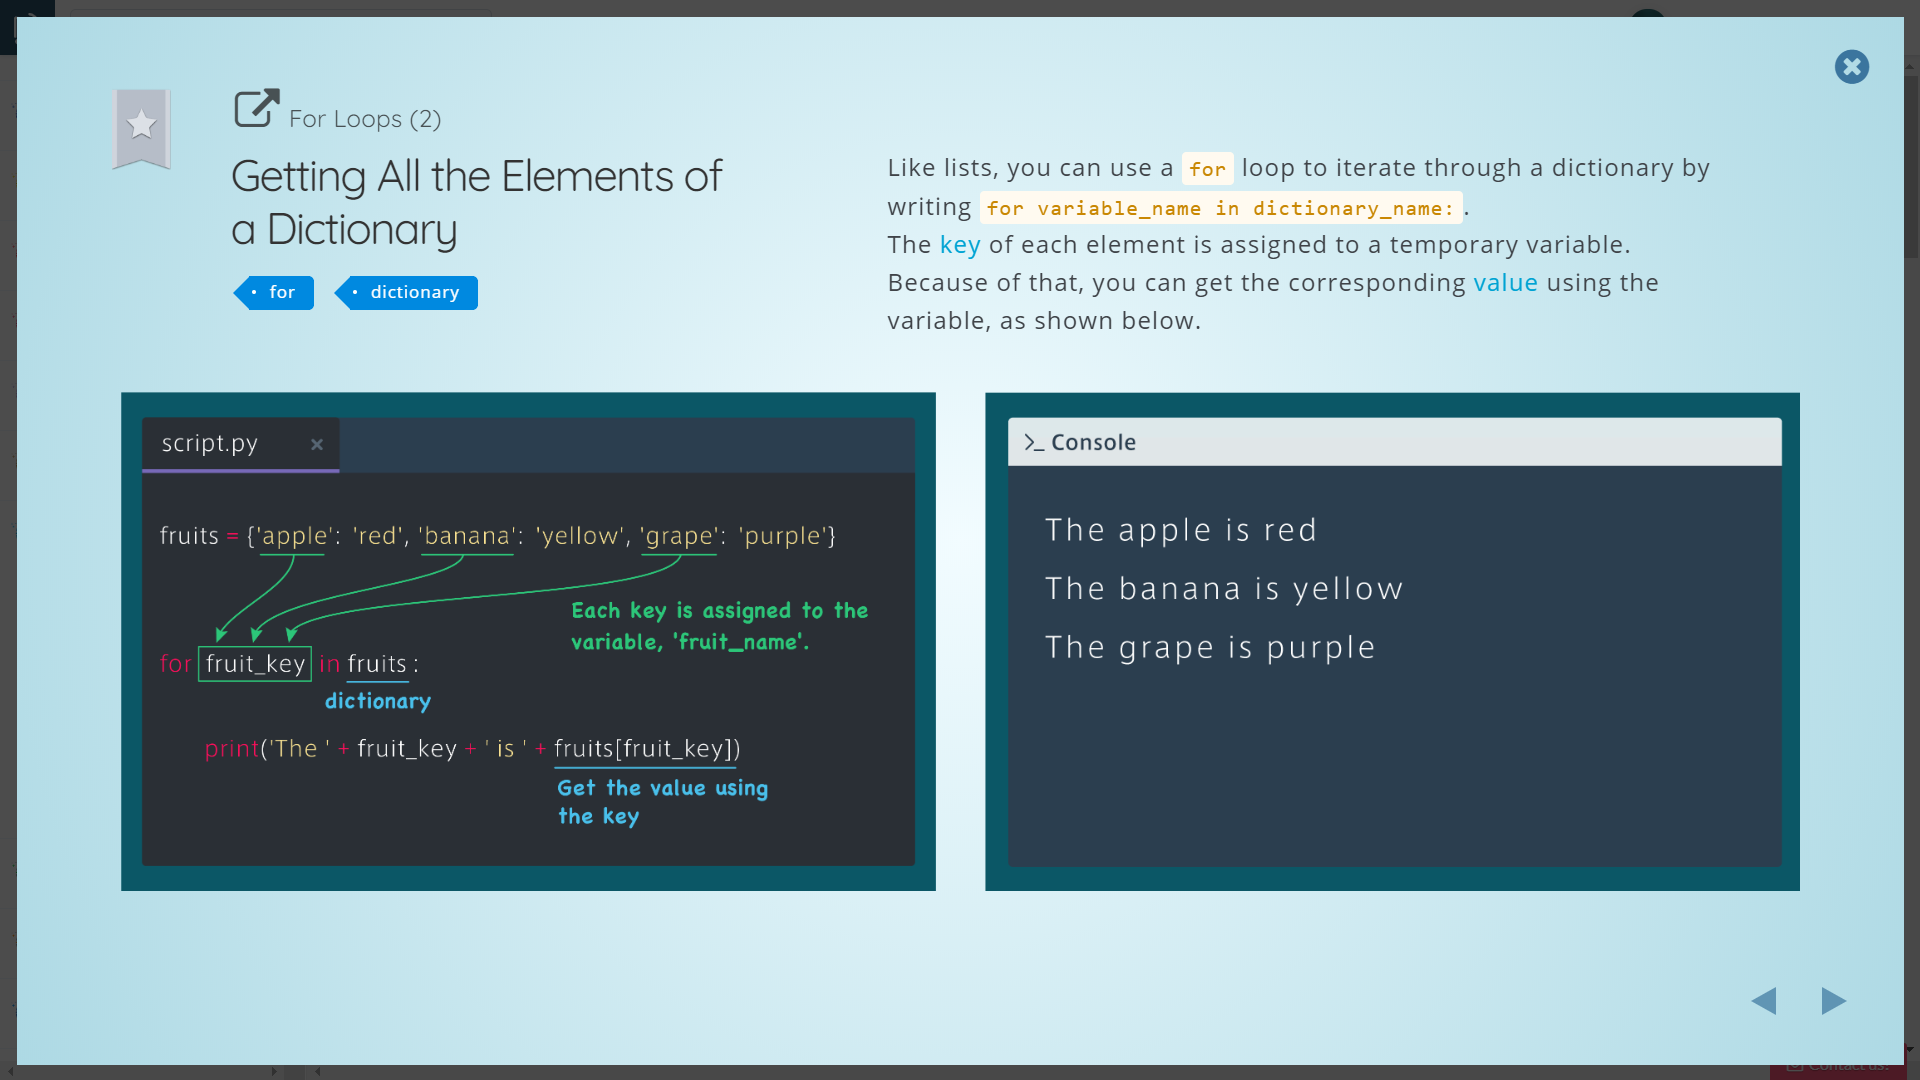 For Loops (2)
Getting All the Elements of
a Dictionary
for
dictionary
Like lists, you can use a for loop to iterate through a dictionary by
writing for variable_name in dictionary_name: .
The key of each element is assigned to a temporary variable.
Because of that, you can get the corresponding value using the
variable, as shown below.
script.py ×
fruits = {'apple': 'red', 'banana': 'yellow', 'grape': 'purple'}
Each key is assigned to the
variable, 'fruit_name'.
for fruit_key in fruits :
dictionary
print('The ' + fruit_key + ' is ' + fruits[fruit_key])
Get the value using
the key
>_ Console
The apple is red
The banana is yellow
The grape is purple
Contact us!